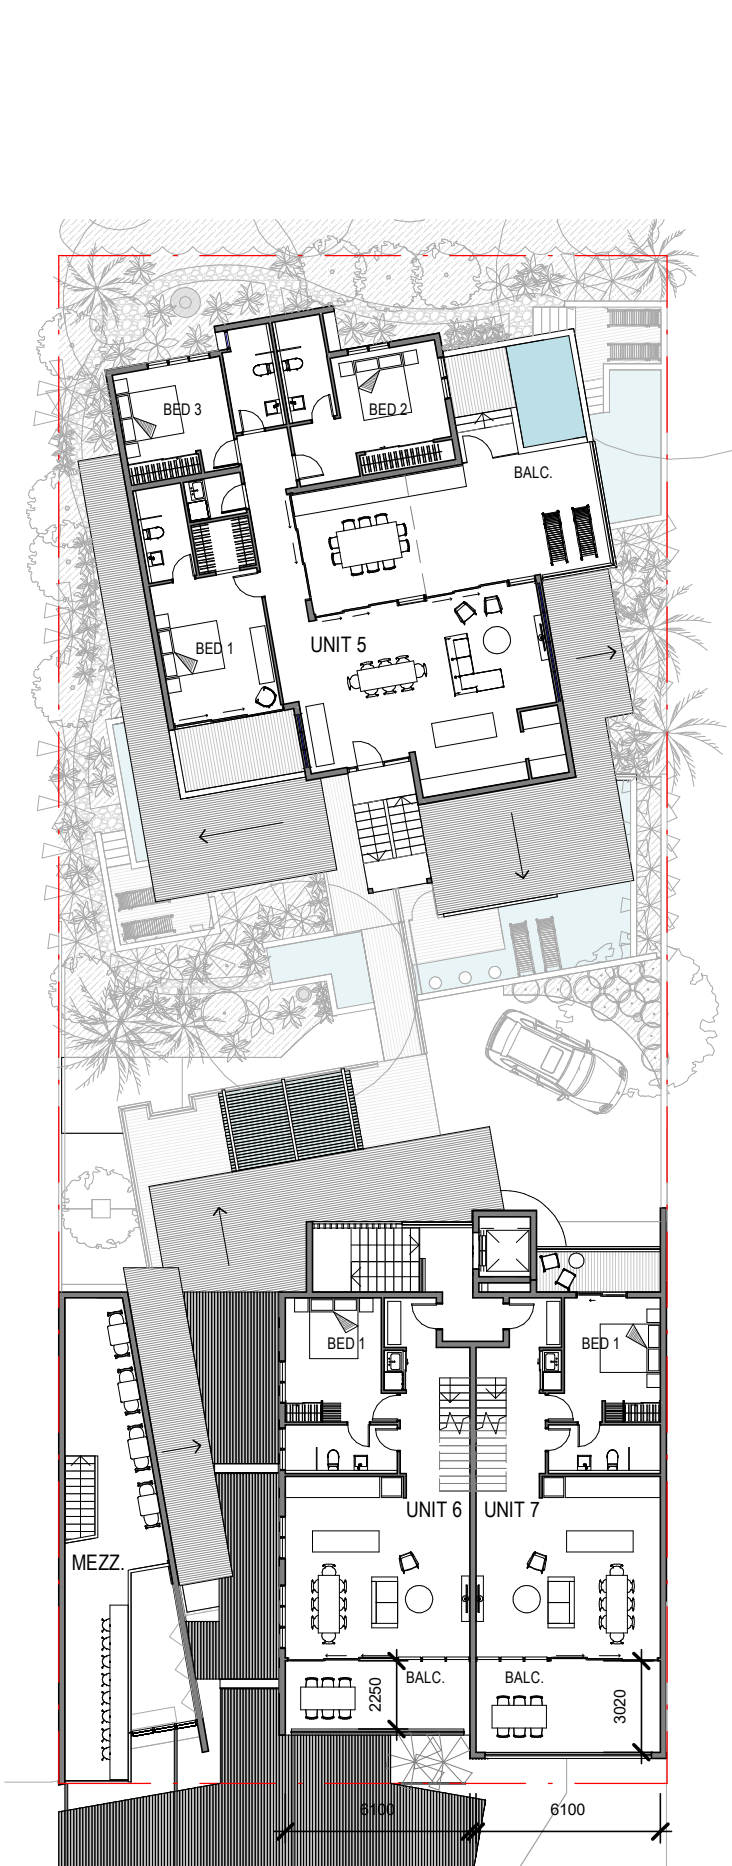 BED 3
BED 2
BALC.
BED 1
UNIT 5
BED 1
BED 1
UNIT 6
UNIT 7
MEZZ.
BALC.
BALC.
2250
3020
6100
6100